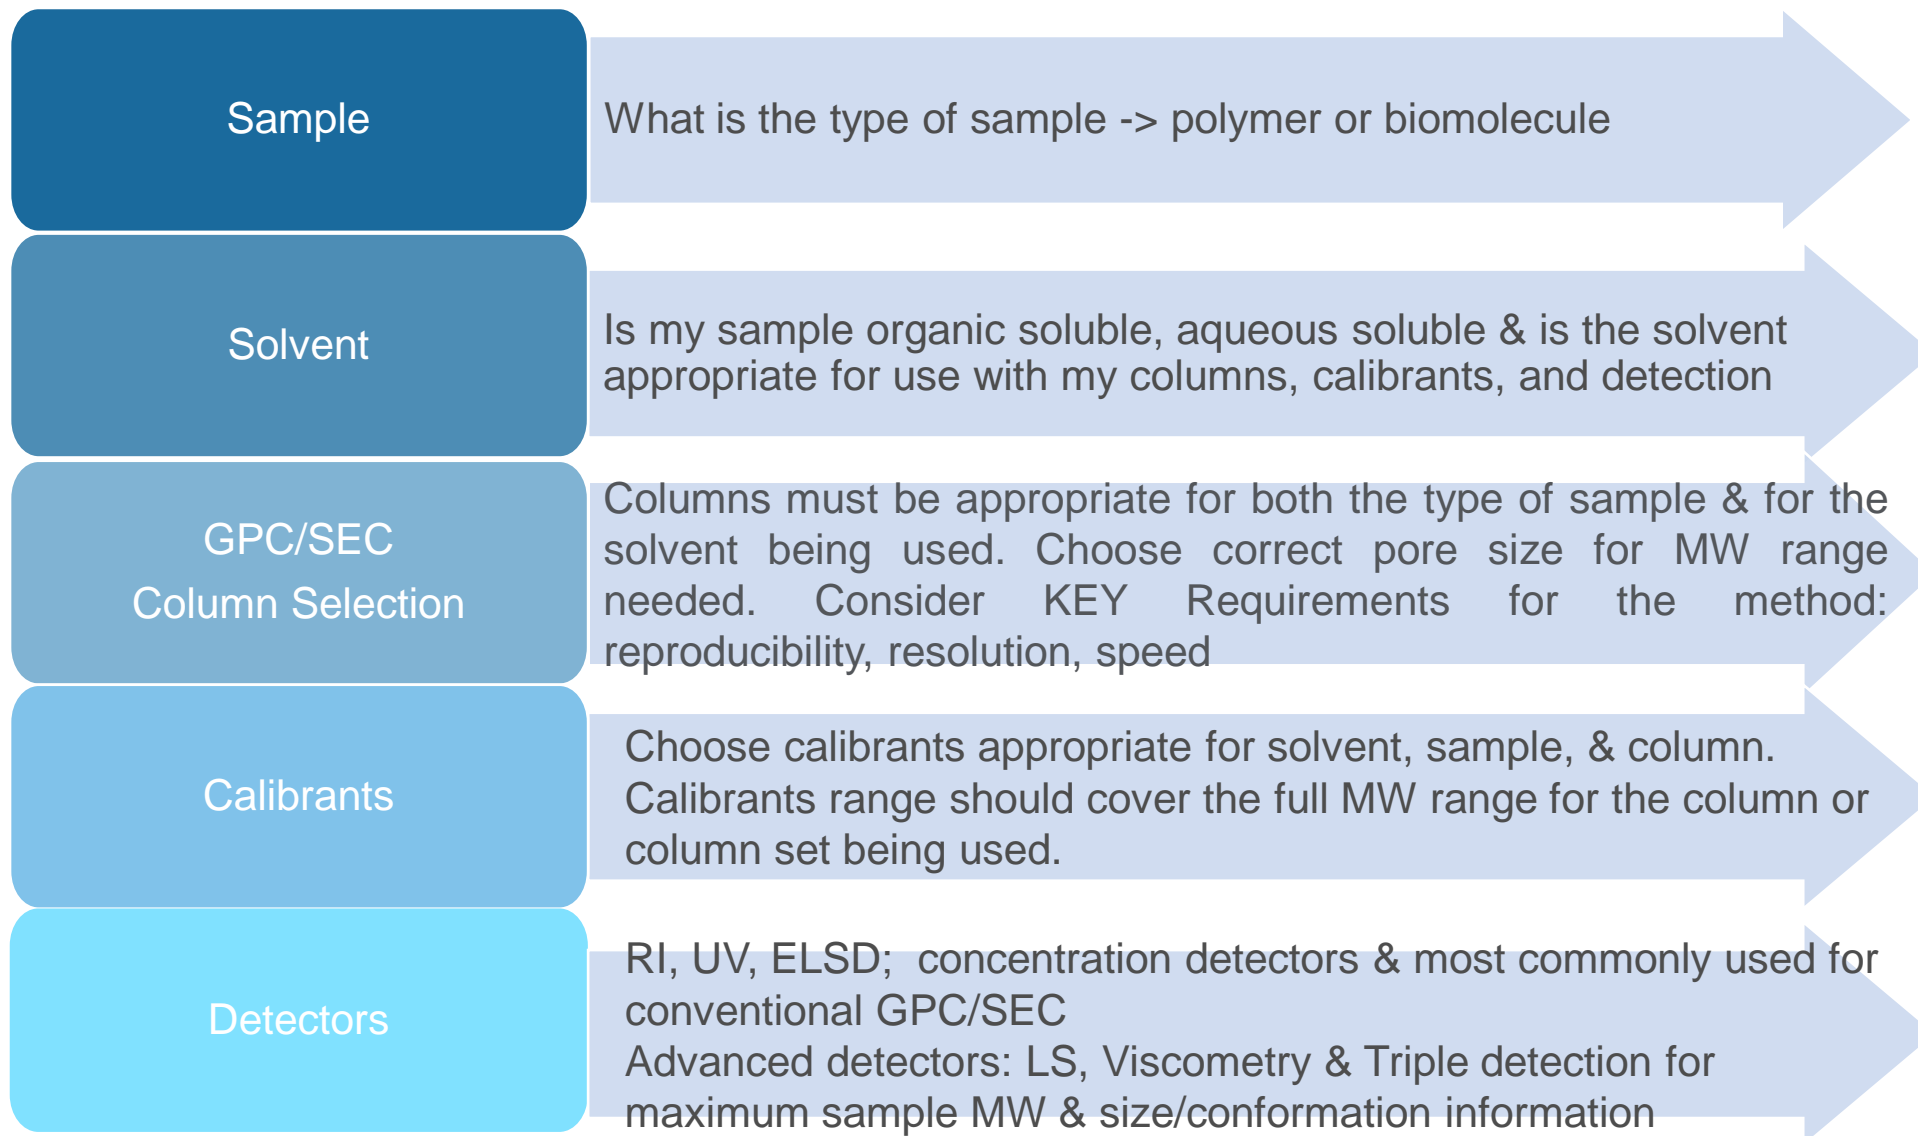 Sample
What is the type of sample -> polymer or biomolecule
Solvent
Is my sample organic soluble, aqueous soluble & is the solvent
appropriate for use with my columns, calibrants, and detection
GPC/SEC
Column Selection
Columns must be appropriate for both the type of sample & for the
solvent being used. Choose correct pore size for MW range
needed. Consider KEY Requirements for the method:
reproducibility, resolution, speed
Calibrants
Choose calibrants appropriate for solvent, sample, & column.
Calibrants range should cover the full MW range for the column or
column set being used.
Detectors
RI, UV, ELSD; concentration detectors & most commonly used for
conventional GPC/SEC
Advanced detectors: LS, Viscometry & Triple detection for
maximum sample MW & size/conformation information